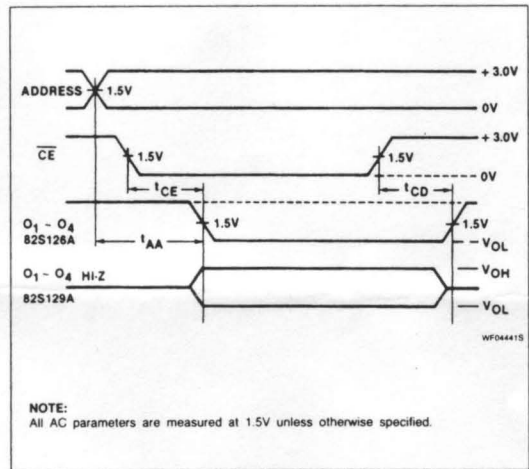 + 3.0V
ADDRESS
1.5V
0V
+ 3.0V
CE
1.5V
1.5V
0V
tCE
tCD
O1 ~ O4
82S126A
1.5V
1.5V
tAA
VOL
VOH
O1 ~ O4 HI-Z
82S129A
VOL
WF04441S
NOTE:
All AC parameters are measured at 1.5V unless otherwise specified.